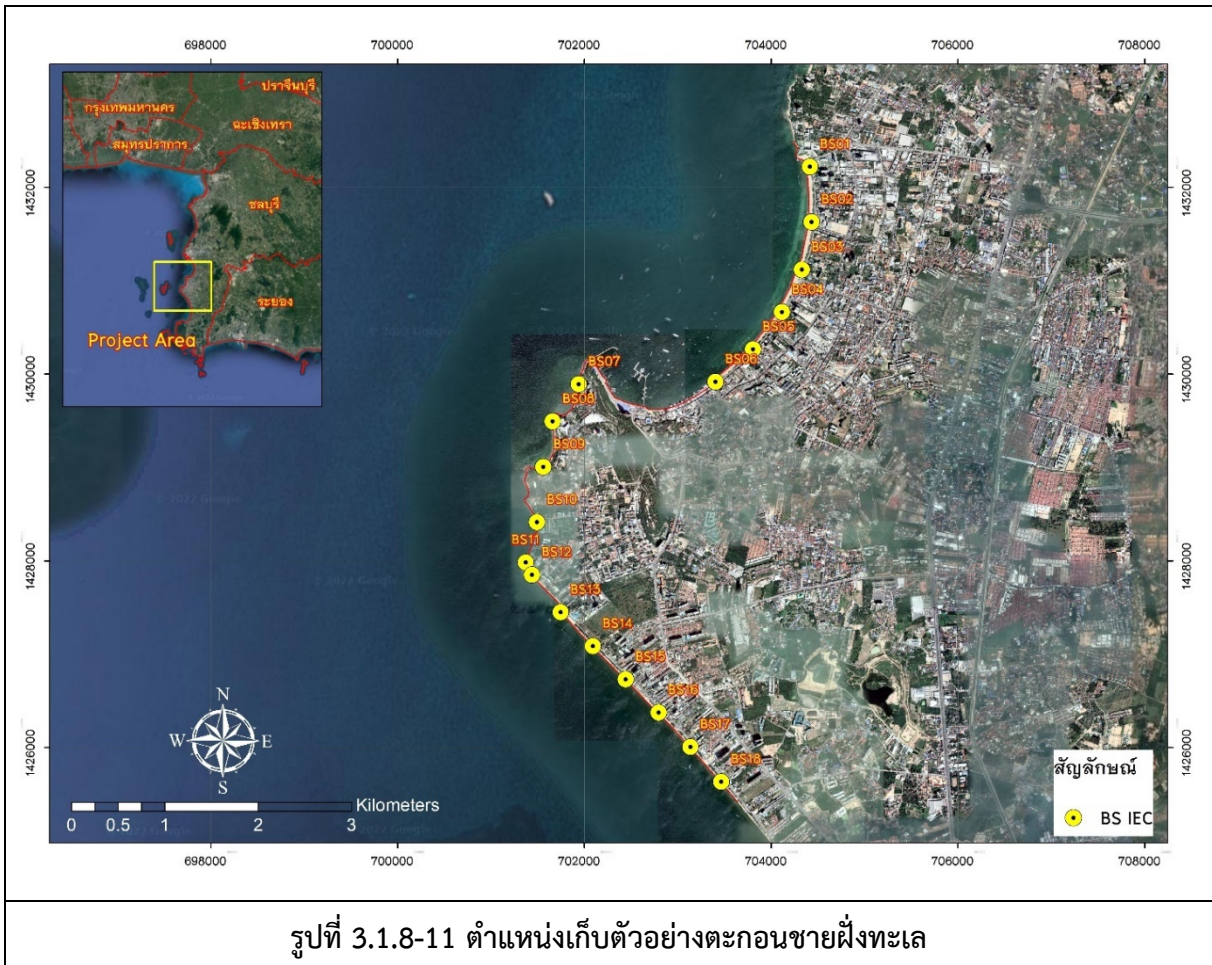 698000 700000 702000 704000 706000 708000
กรุงเทพมหานคร
ปราจีนบุรี
ฉะเชิงเทรา
สมุทรปราการ
ชลบุรี
ระยอง
Project Area
1432000
1430000
1428000
1426000
1432000
1430000
1428000
1426000
BS01
BS02
BS03
BS04
BS05
BS06
BS07
BS08
BS09
BS10
BS11
BS12
BS13
BS14
BS15
BS16
BS17
BS18
© 2022 Google
N
W E
S
Kilometers
0 0.5 1 2 3
สัญลักษณ์
BS IEC
698000 700000 702000 704000 706000 708000
รูปที่ 3.1.8-11 ตำแหน่งเก็บตัวอย่างตะกอนชายฝั่งทะเล